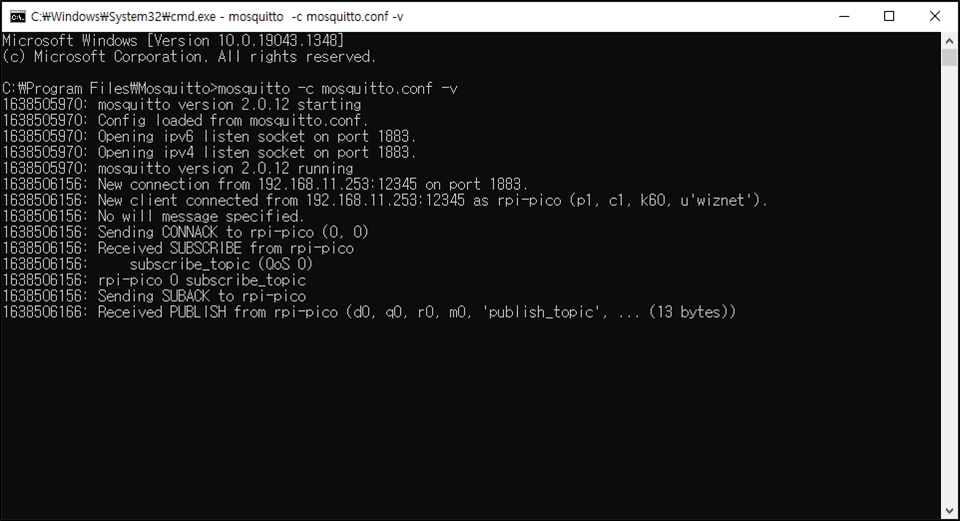 C:₩Windows₩System32₩cmd.exe - mosquitto  -c mosquitto.conf -v
Microsoft Windows [Version 10.0.19043.1348]
(c) Microsoft Corporation. All rights reserved.
C:₩Program Files₩Mosquitto>mosquitto -c mosquitto.conf -v
1638505970: mosquitto version 2.0.12 starting
1638505970: Config loaded from mosquitto.conf.
1638505970: Opening ipv6 listen socket on port 1883.
1638505970: Opening ipv4 listen socket on port 1883.
1638505970: mosquitto version 2.0.12 running
1638506156: New connection from 192.168.11.253:12345 on port 1883.
1638506156: New client connected from 192.168.11.253:12345 as rpi-pico (p1, c1, k60, u'wiznet').
1638506156: No will message specified.
1638506156: Sending CONNACK to rpi-pico (0, 0)
1638506156: Received SUBSCRIBE from rpi-pico
1638506156:     subscribe_topic (QoS 0)
1638506156: rpi-pico 0 subscribe_topic
1638506156: Sending SUBACK to rpi-pico
1638506166: Received PUBLISH from rpi-pico (d0, q0, r0, m0, 'publish_topic', ... (13 bytes))